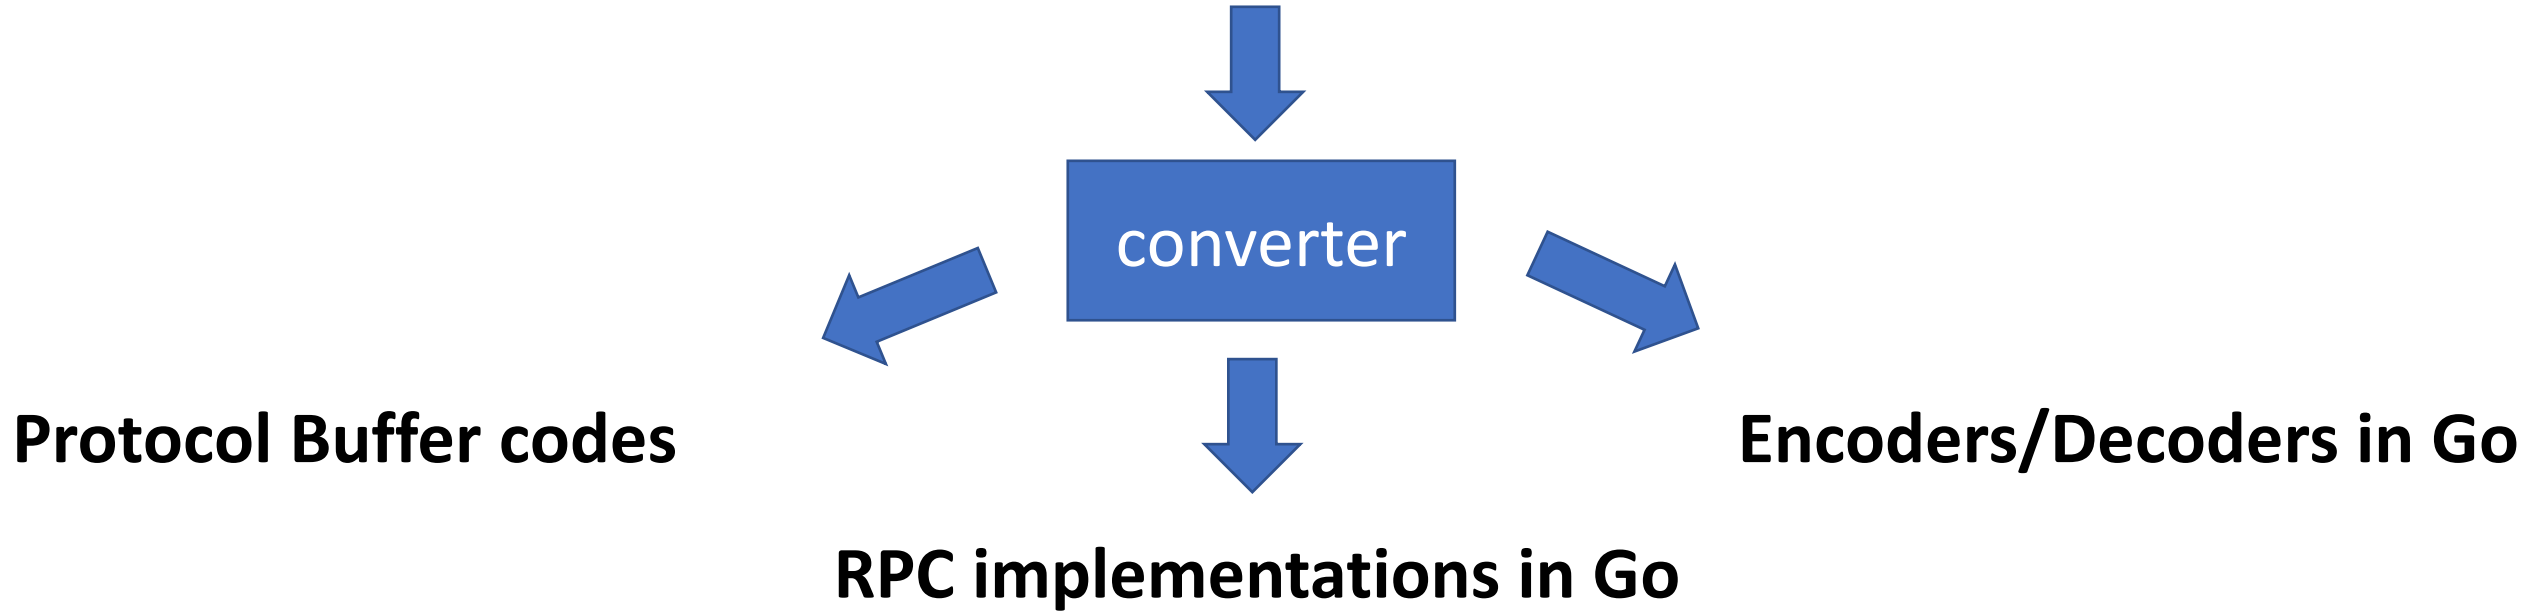 converter
Protocol Buffer codes
Encoders/Decoders in Go
RPC implementations in Go